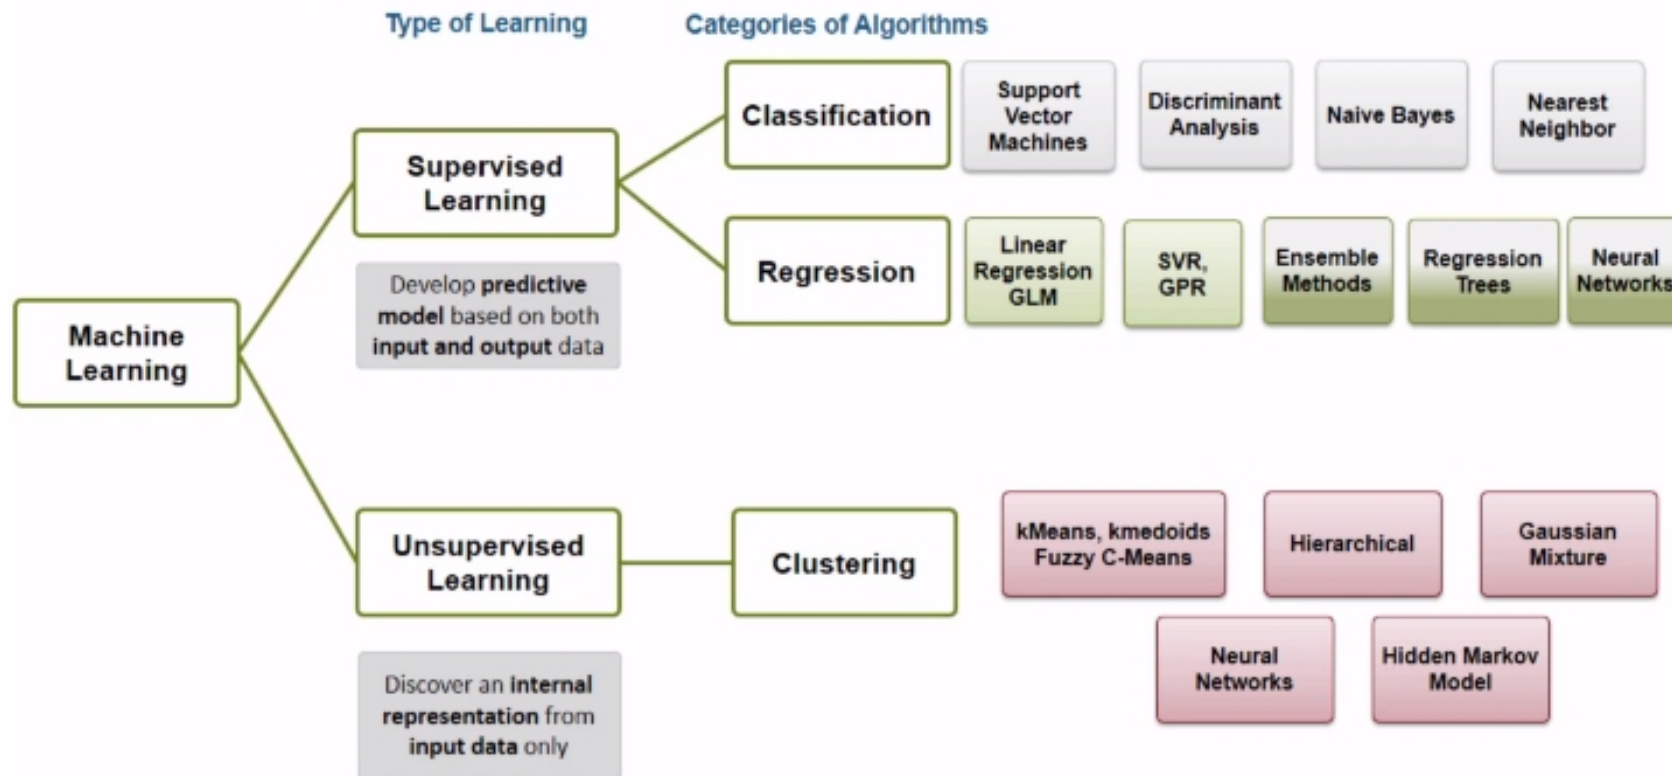 Type of Learning
Categories of Algorithms
Machine
Learning
Supervised
Learning
Develop predictive
model based on both
input and output data
Classification
Support
Vector
Machines
Discriminant
Analysis
Naive Bayes
Nearest
Neighbor
Regression
Linear
Regression
GLM
SVR,
GPR
Ensemble
Methods
Regression
Trees
Neural
Networks
Unsupervised
Learning
Discover an internal
representation from
input data only
Clustering
kMeans, kmedoids
Fuzzy C-Means
Hierarchical
Gaussian
Mixture
Neural
Networks
Hidden Markov
Model